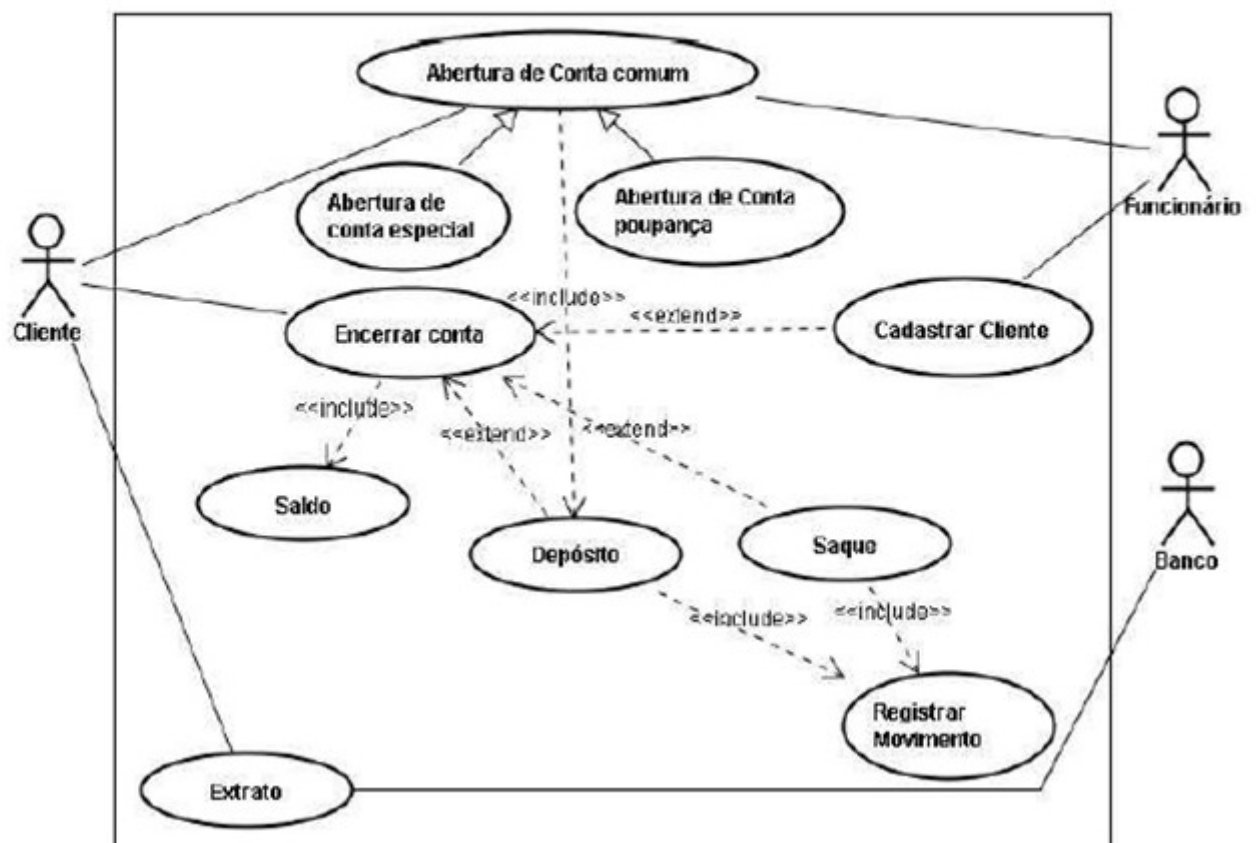 Abertura de Conta comum
Abertura de
conta especial
Abertura de Conta
poupança
Funcionário
Cliente
<<include>>
Encerrar conta
<<extend>>
Cadastrar Cliente
<<include>>
<<extend>>
<<extend>>
Saldo
Depósito
Saque
Banco
<<include>>
<<include>>
Registrar
Movimento
Extrato